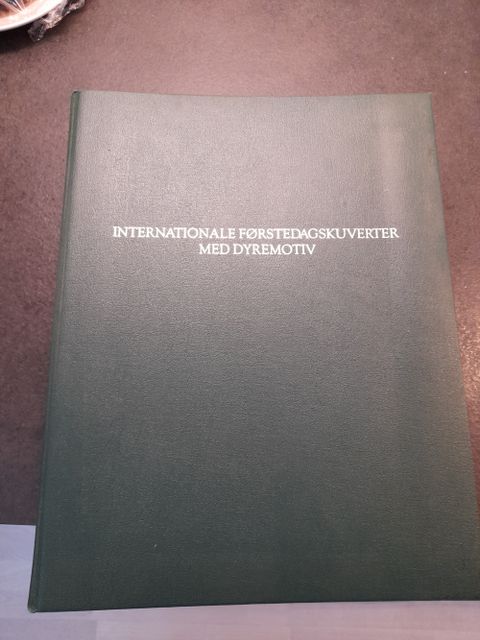 INTERNATIONALE FØRSTEDAGSKUVERTER
MED DYREMOTIV